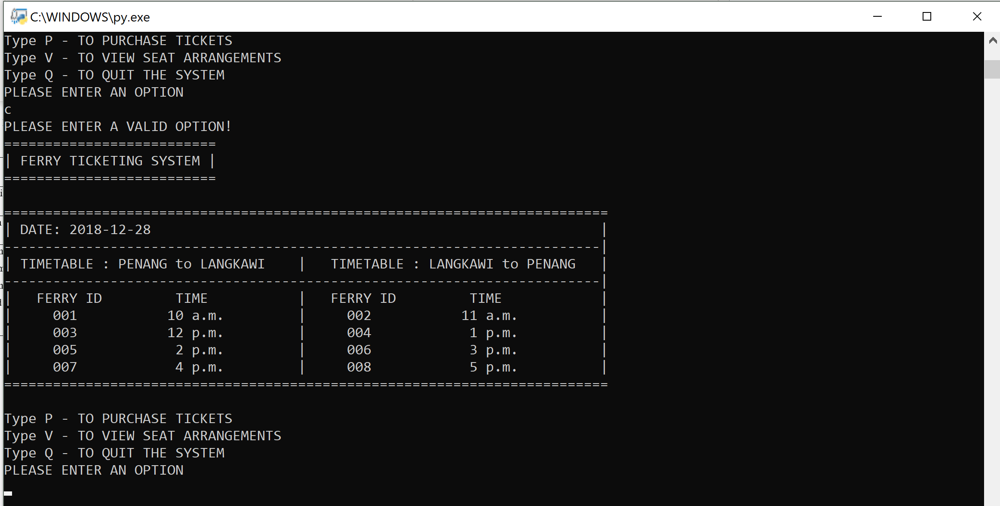 C:\WINDOWS\py.exe
Type P - TO PURCHASE TICKETS
Type V - TO VIEW SEAT ARRANGEMENTS
Type Q - TO QUIT THE SYSTEM
PLEASE ENTER AN OPTION
c
PLEASE ENTER A VALID OPTION!
==========================
| FERRY TICKETING SYSTEM |
==========================
==========================================================================
| DATE: 2018-12-28                                                       |
-------------------------------------------------------------------------|
| TIMETABLE : PENANG to LANGKAWI    |   TIMETABLE : LANGKAWI to PENANG   |
-------------------------------------------------------------------------|
|   FERRY ID         TIME           |   FERRY ID         TIME            |
|     001           10 a.m.         |     002           11 a.m.          |
|     003           12 p.m.         |     004            1 p.m.          |
|     005            2 p.m.         |     006            3 p.m.          |
|     007            4 p.m.         |     008            5 p.m.          |
==========================================================================
Type P - TO PURCHASE TICKETS
Type V - TO VIEW SEAT ARRANGEMENTS
Type Q - TO QUIT THE SYSTEM
PLEASE ENTER AN OPTION